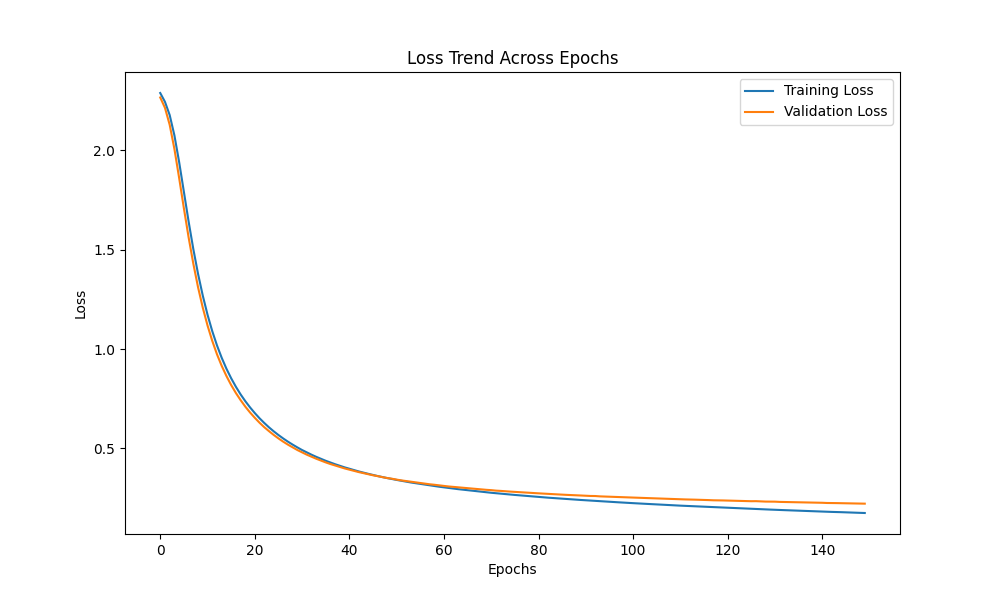 Loss Trend Across Epochs
Training Loss
Validation Loss
2.0
1.5
1.0
0.5
Loss
0 20 40 60 80 100 120 140
Epochs